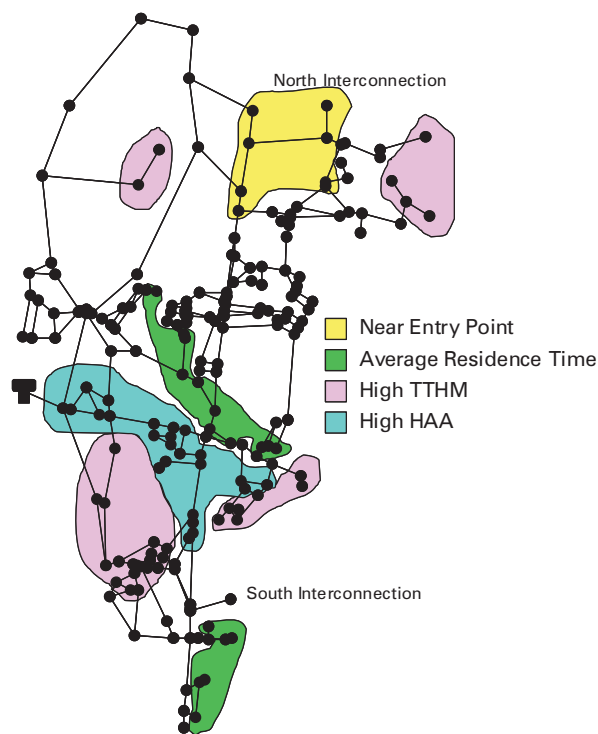 North Interconnection
Near Entry Point
Average Residence Time
High TTHM
High HAA
South Interconnection